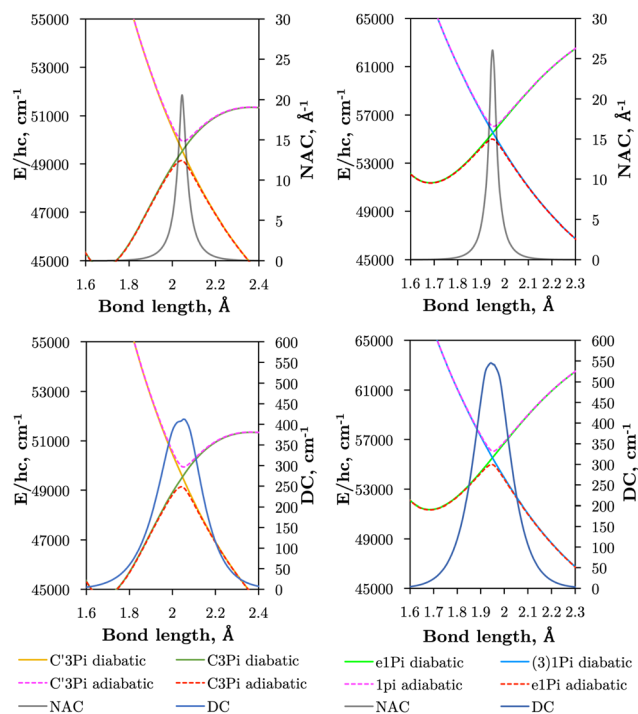 55000
53000
51000
49000
47000
45000
E/hc, cm-1
30
25
20
15
10
5
0
NAC, Å-1
1.6 1.8 2 2.2 2.4
Bond length, Å
65000
61000
57000
53000
49000
45000
E/hc, cm-1
30
25
20
15
10
5
0
NAC, Å-1
1.6 1.7 1.8 1.9 2 2.1 2.2 2.3
Bond length, Å
55000
53000
51000
49000
47000
45000
E/hc, cm-1
600
550
500
450
400
350
300
250
200
150
100
50
0
DC, cm-1
1.6 1.8 2 2.2 2.4
Bond length, Å
65000
61000
57000
53000
49000
45000
E/hc, cm-1
600
550
500
450
400
350
300
250
200
150
100
50
0
DC, cm-1
1.6 1.7 1.8 1.9 2 2.1 2.2 2.3
Bond length, Å
C'3Pi diabatic C3Pi diabatic
C'3Pi adiabatic C3Pi adiabatic
NAC DC
e1Pi diabatic (3)1Pi diabatic
1pi adiabatic e1Pi adiabatic
NAC DC